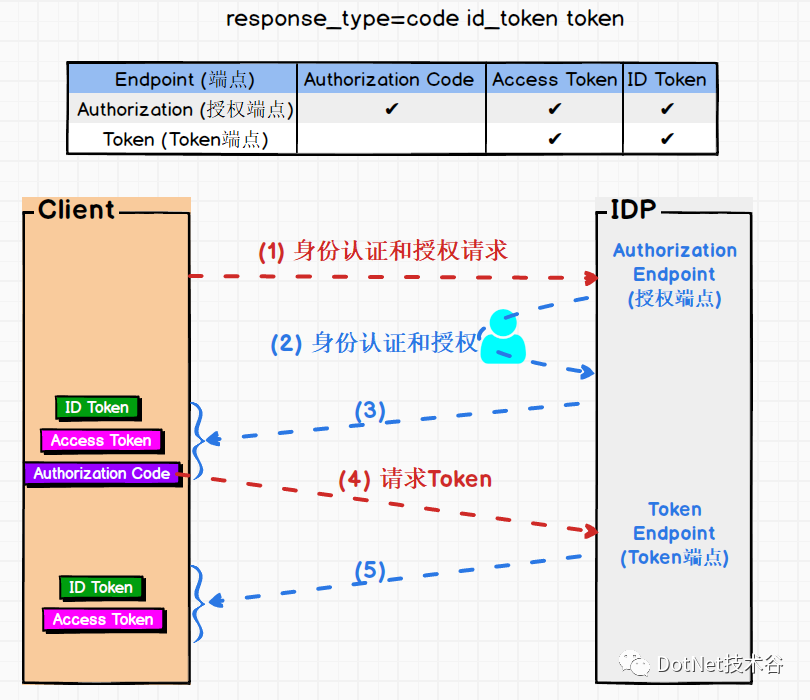 response_type=code id_token token
Endpoint (端点) Authorization Code Access Token ID Token
Authorization (授权端点) ✔ ✔ ✔
Token (Token端点) ✔ ✔
Client
IDP
(1) 身份认证和授权请求
Authorization
Endpoint
(授权端点)
(2) 身份认证和授权
(3)
ID Token
Access Token
Authorization Code
(4) 请求Token
Token
Endpoint
(Token端点)
(5)
ID Token
Access Token
DotNet技术谷